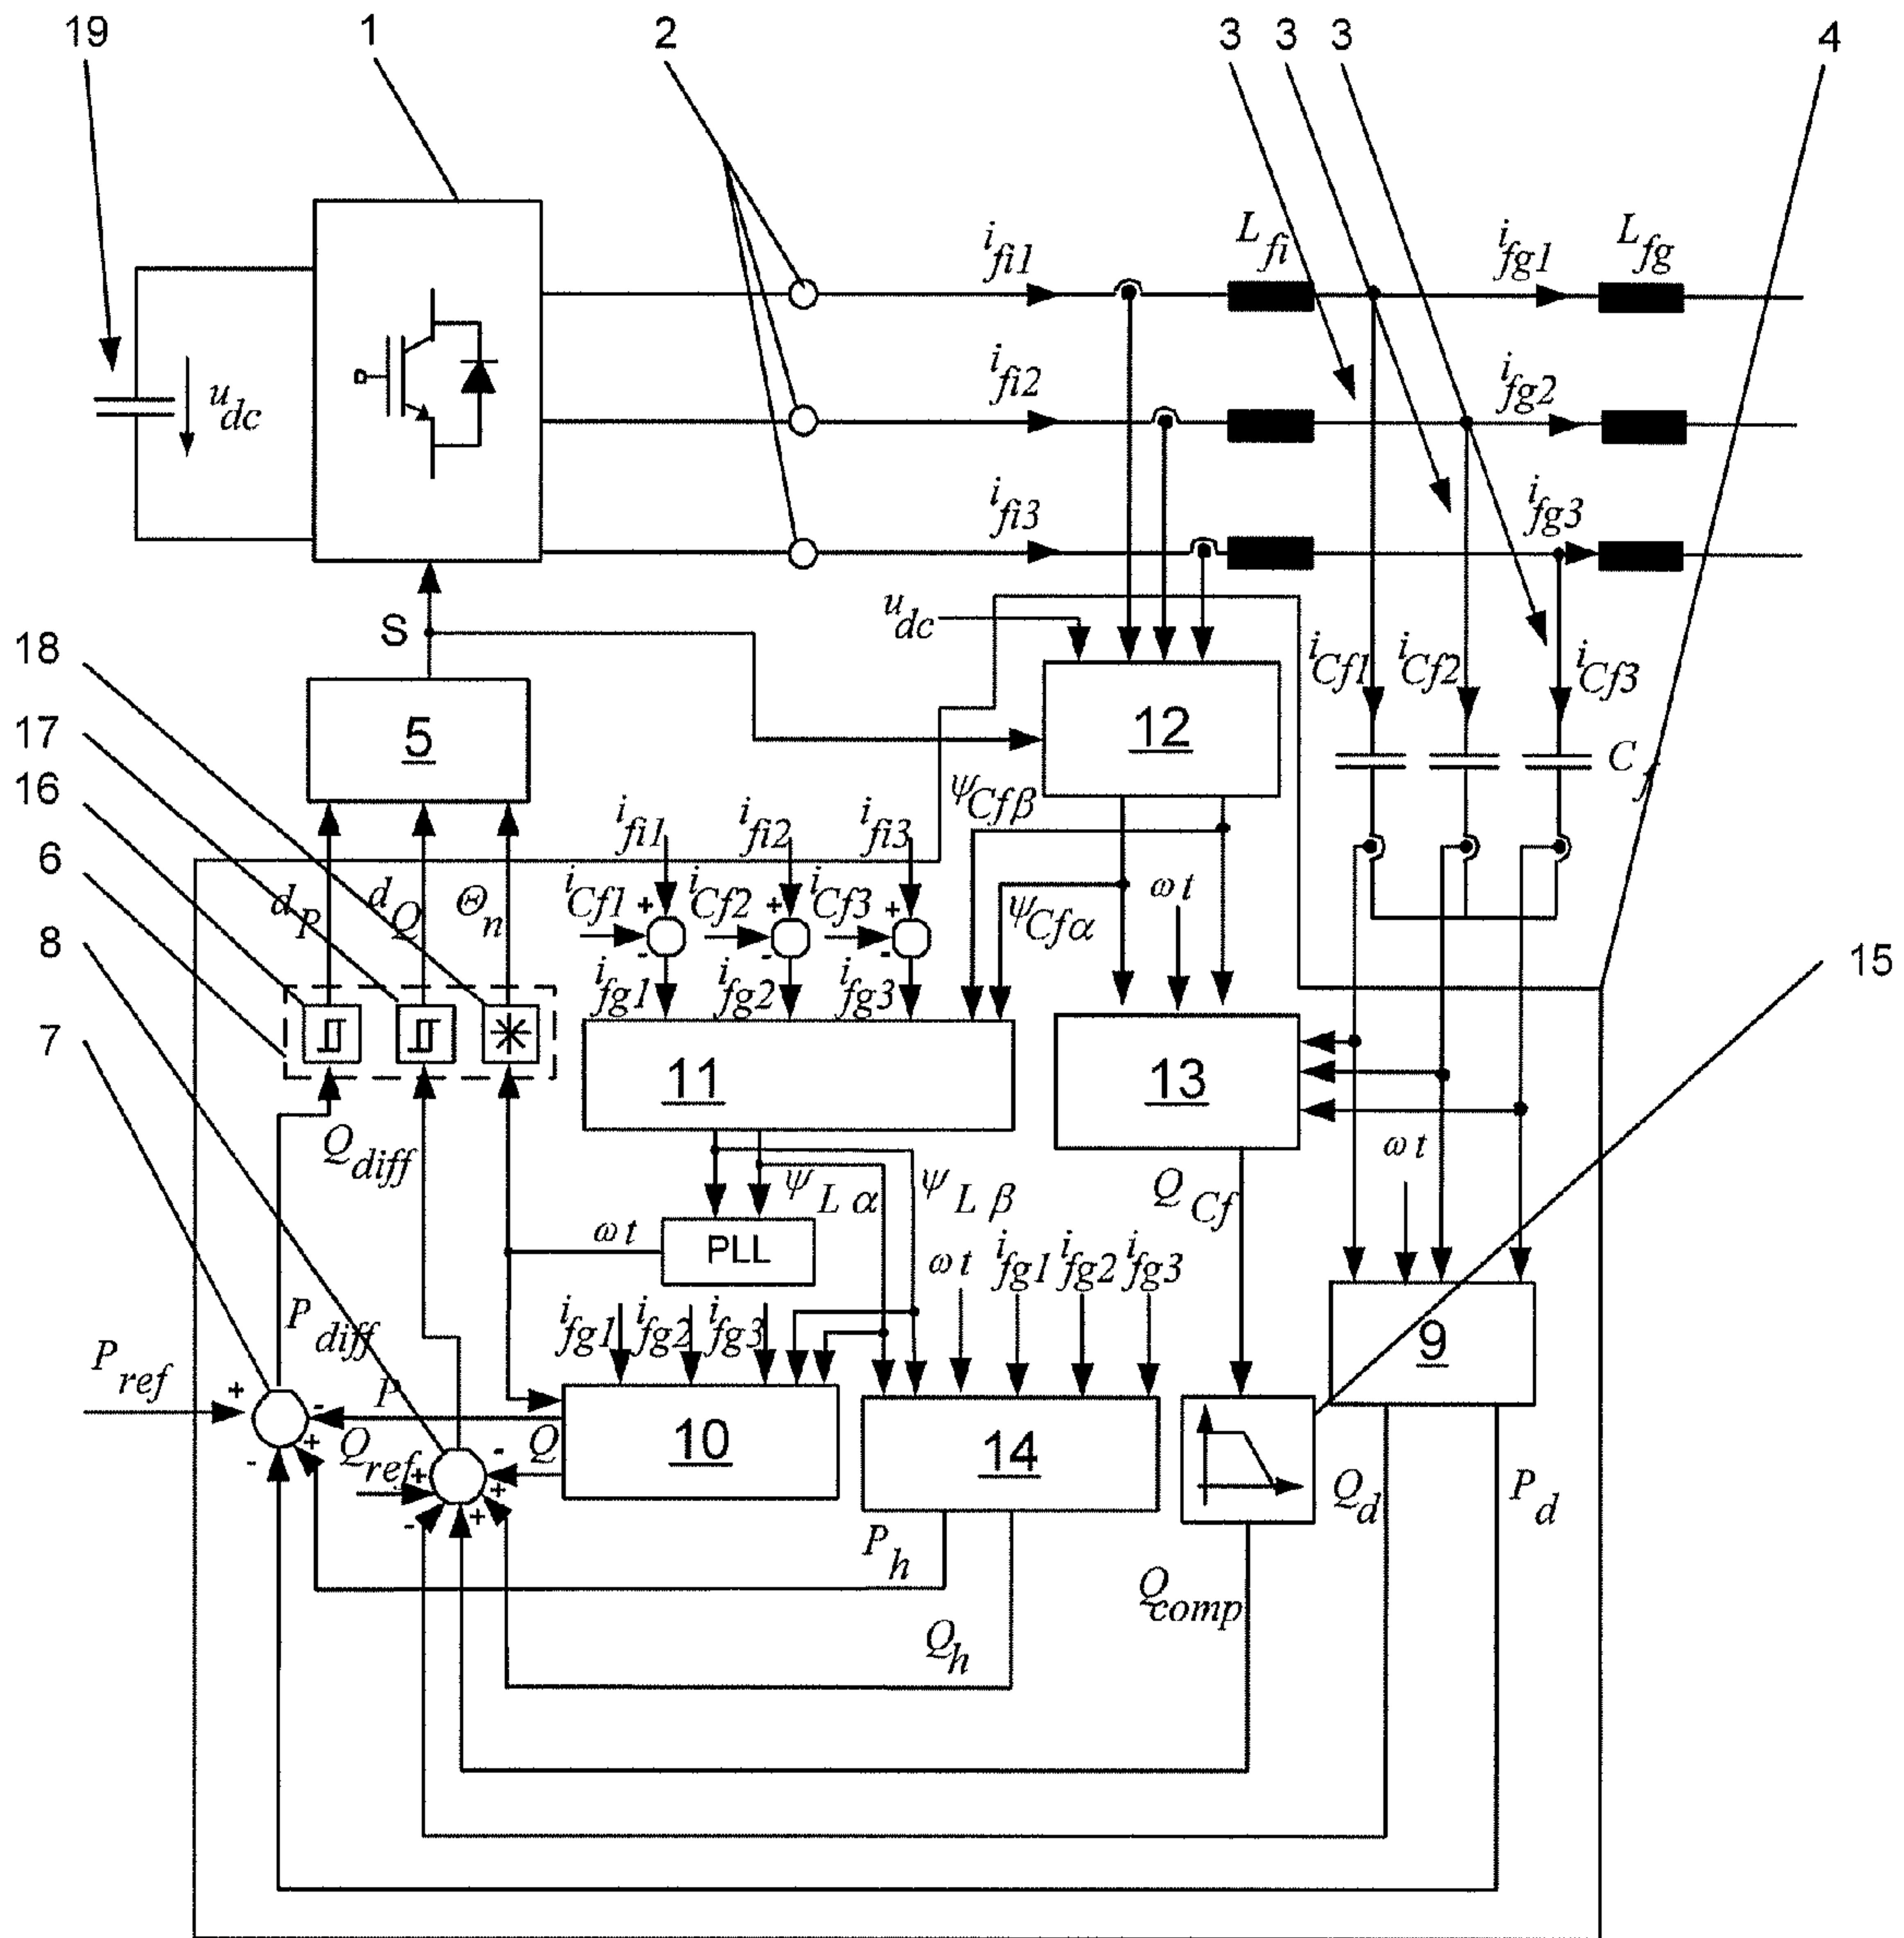 19 1 2 3 3 3 4
i_fi1 L_fi i_fg1 L_fg
u_dc i_fi2 i_fg2
i_fi3 i_fg3
S u_dc
18 i_Cf1 i_Cf2 i_Cf3
17 5 12 C_f
16 ψ_Cfβ
i_fi1 i_fi2 i_fi3
6 d_P d_Q Θ_n i_Cf1 + i_Cf2 + i_Cf3 + ωt
ψ_Cfα
8 - - - 15
i_fg1 i_fg2 i_fg3
7
11 13
Q_diff ωt
ψ_Lα ψ_Lβ Q_Cf
ωt PLL
ωt i_fg1 i_fg2 i_fg3
P_diff i_fg1 i_fg2 i_fg3
9
P_ref + P -
- + Q_ref + - Q 10 14
- + + Q_d P_d
P_h
Q_comp
Q_h